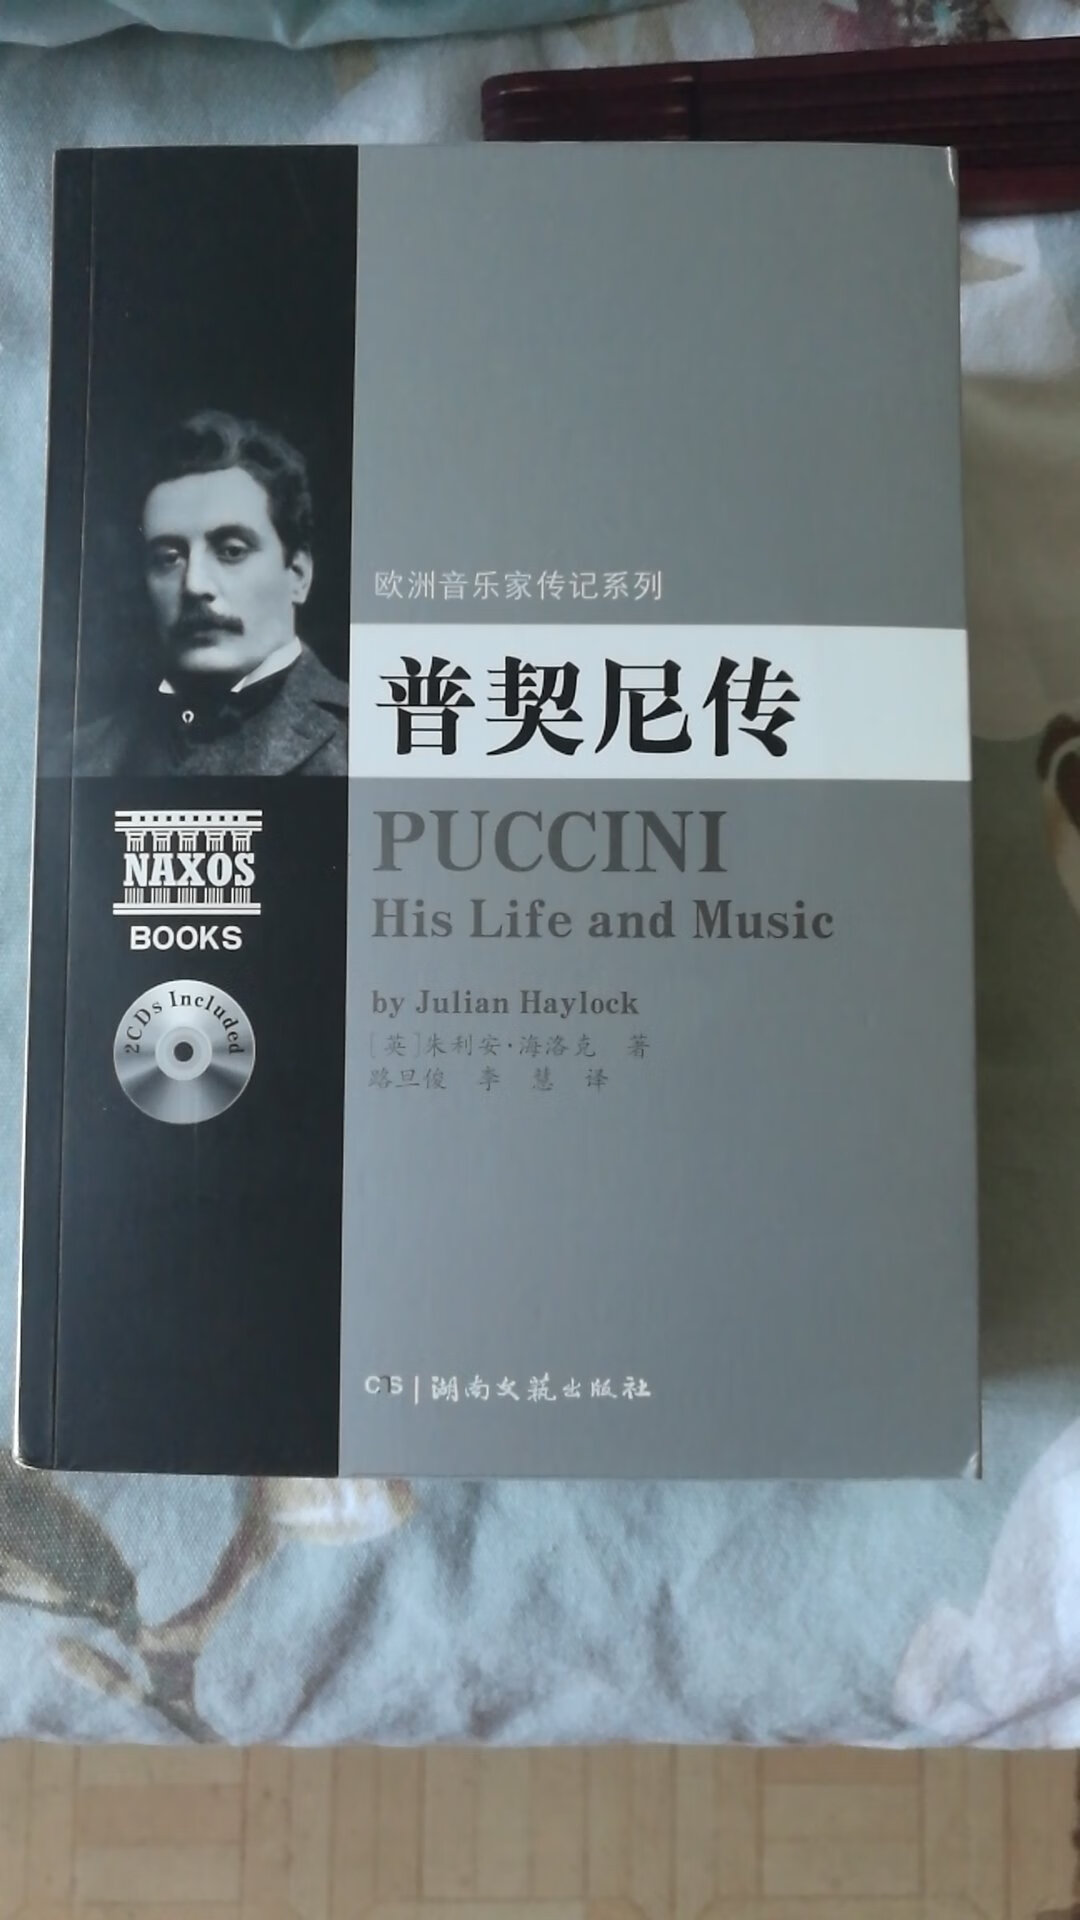 欧洲音乐家传记系列
普契尼传
PUCCINI
His Life and Music
by Julian Haylock
[英]朱利安·海洛克 著
路旦俊 李 慧 译
NAXOS
BOOKS
2CDs Included
CS|湖南文艺出版社